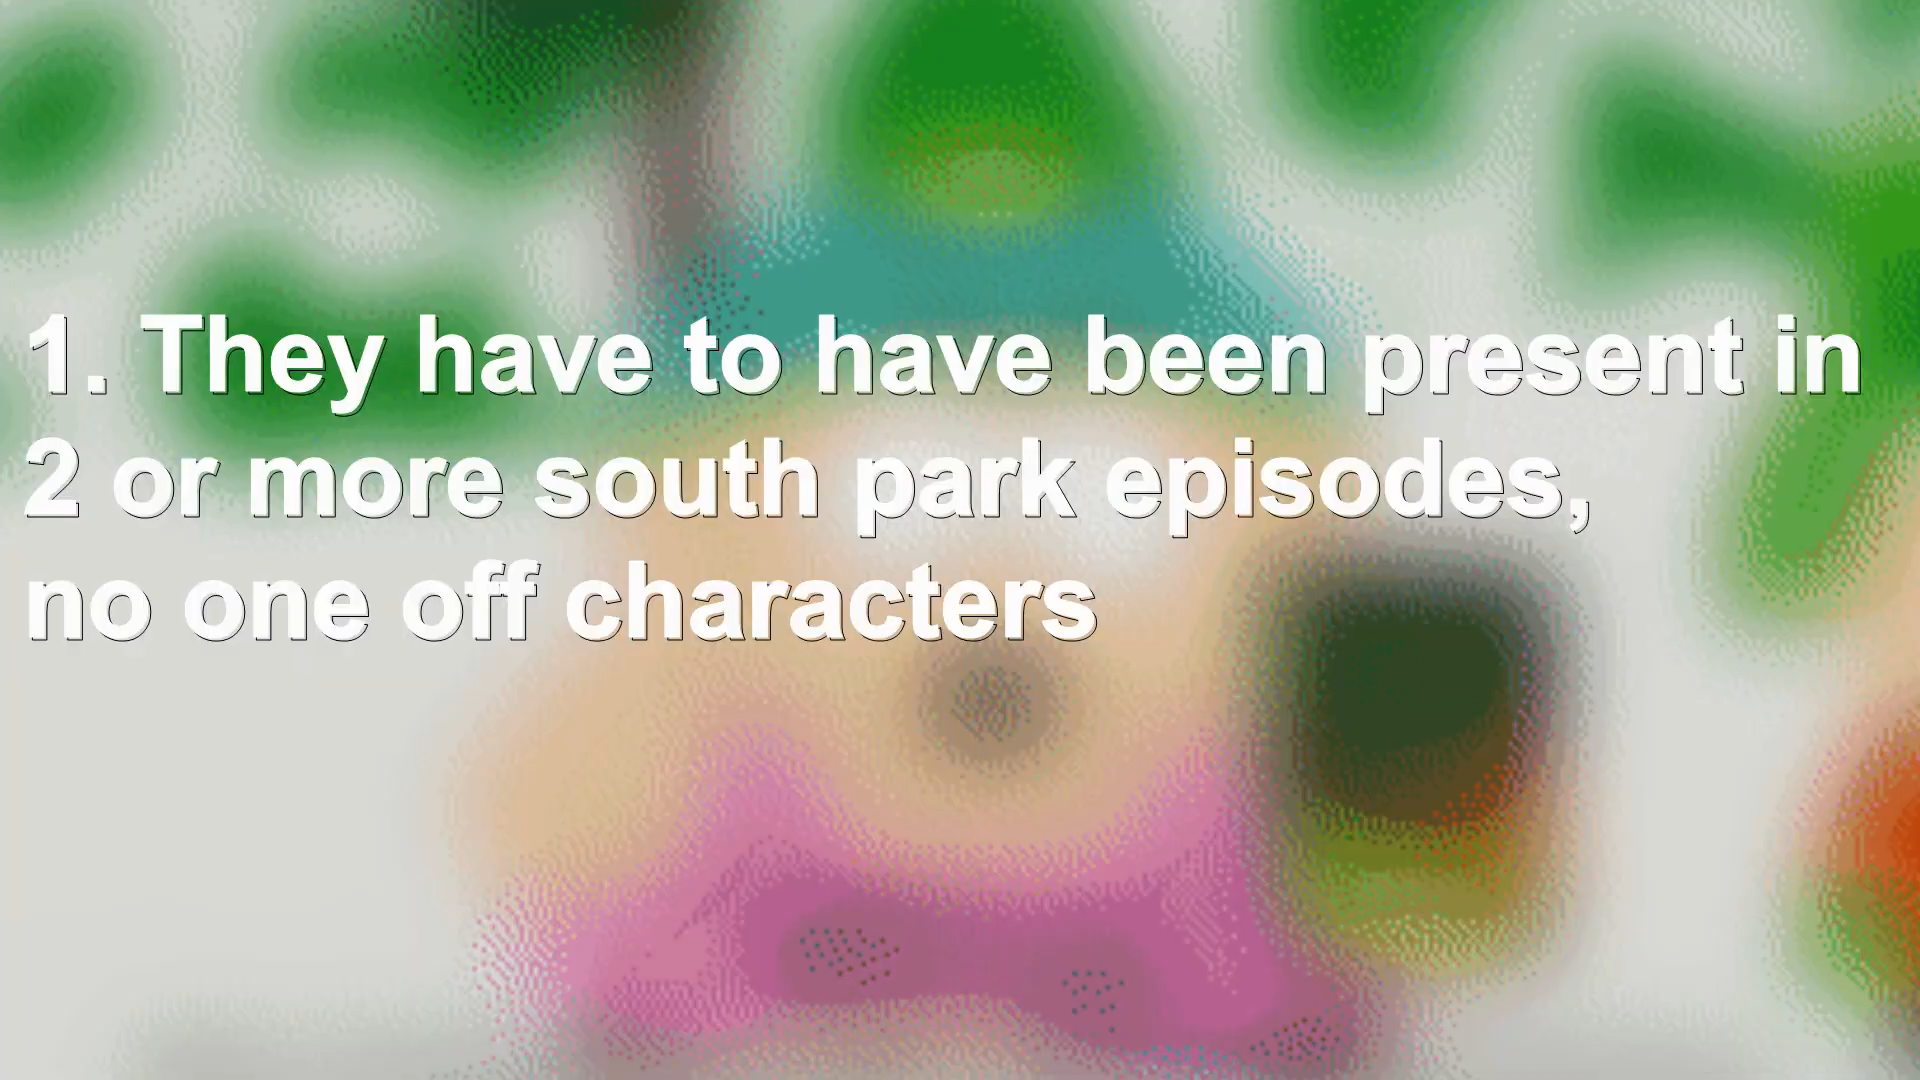 1. They have to have been present in
2 or more south park episodes,
no one off characters